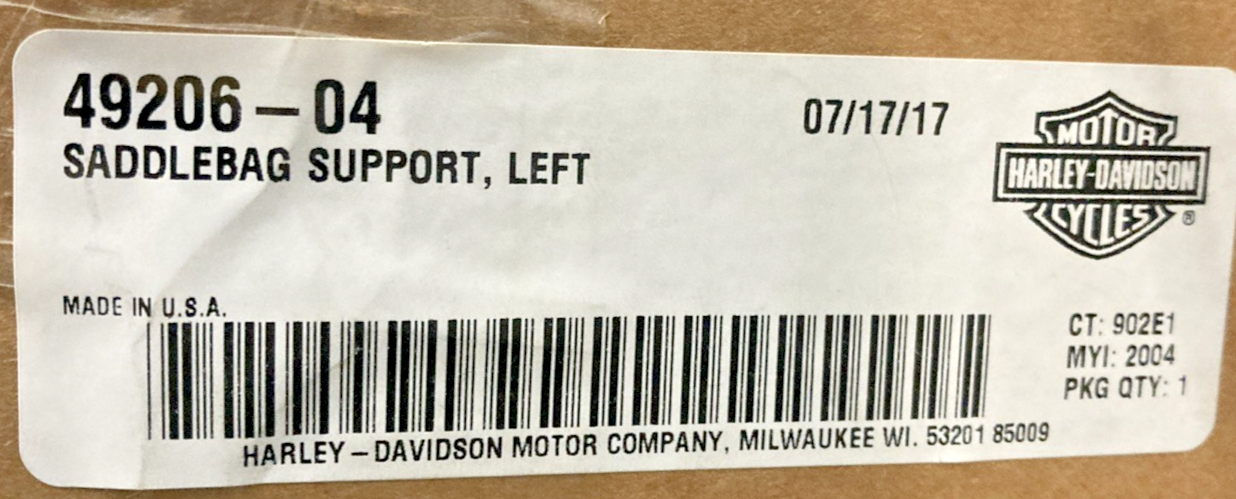 49206-04
SADDLEBAG SUPPORT, LEFT
07/17/17
MOTOR
HARLEY-DAVIDSON
CYCLES
®
MADE IN U.S.A.
CT: 902E1
MYI: 2004
PKG QTY: 1
HARLEY-DAVIDSON MOTOR COMPANY, MILWAUKEE WI. 53201 85009